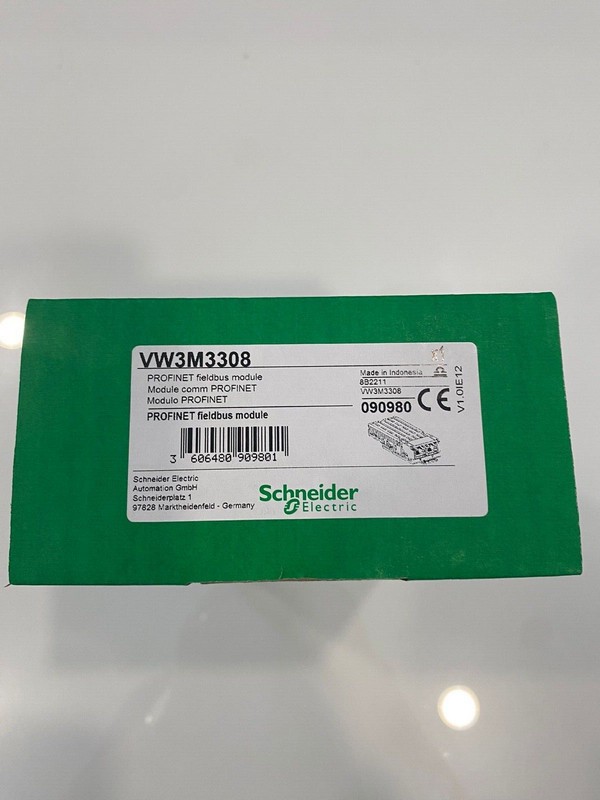 VW3M3308
PROFINET fieldbus module
Module comm PROFINET
Modulo PROFINET
PROFINET fieldbus module
3 606480 909801
Schneider Electric
Automation GmbH
Schneiderplatz 1
97828 Marktheidenfeld - Germany
Made in Indonesia
8B2211
VW3M3308
090980 CE
V1.0IE12
Schneider
Electric